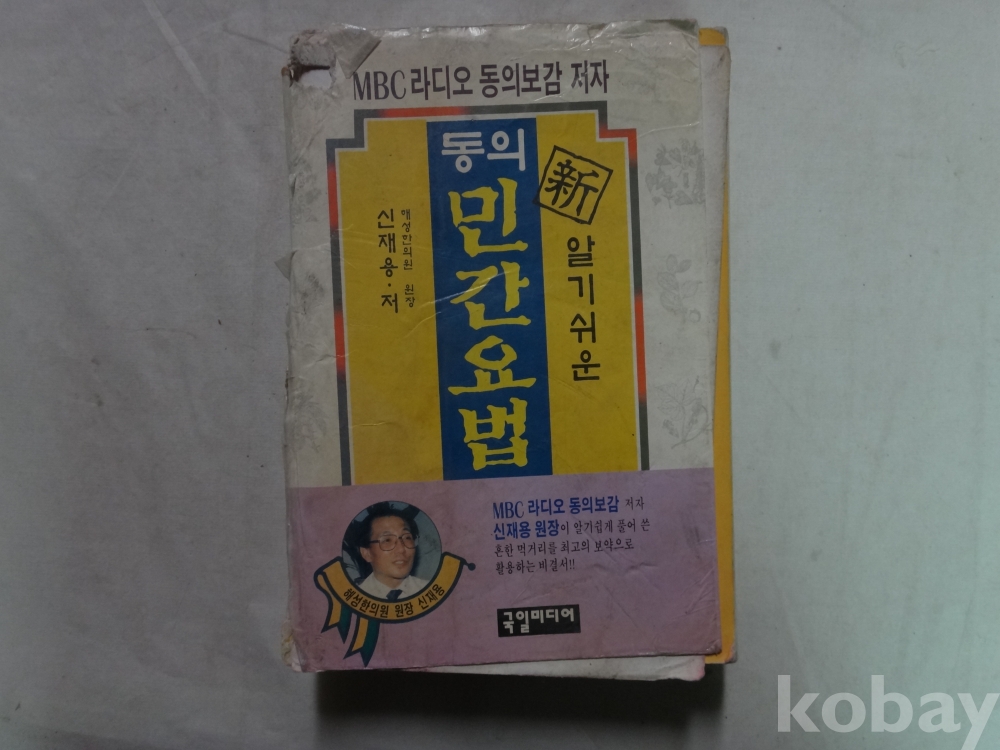 MBC 라디오 동의보감 저자
동의
민간요법
新
알기쉬운
해성한의원 원장
신재용·저
MBC 라디오 동의보감 저자
신재용 원장이 알기쉽게 풀어 쓴
흔한 먹거리를 최고의 보약으로
활용하는 비결서!!
해성한의원 원장 신재용
국일미디어
kobay